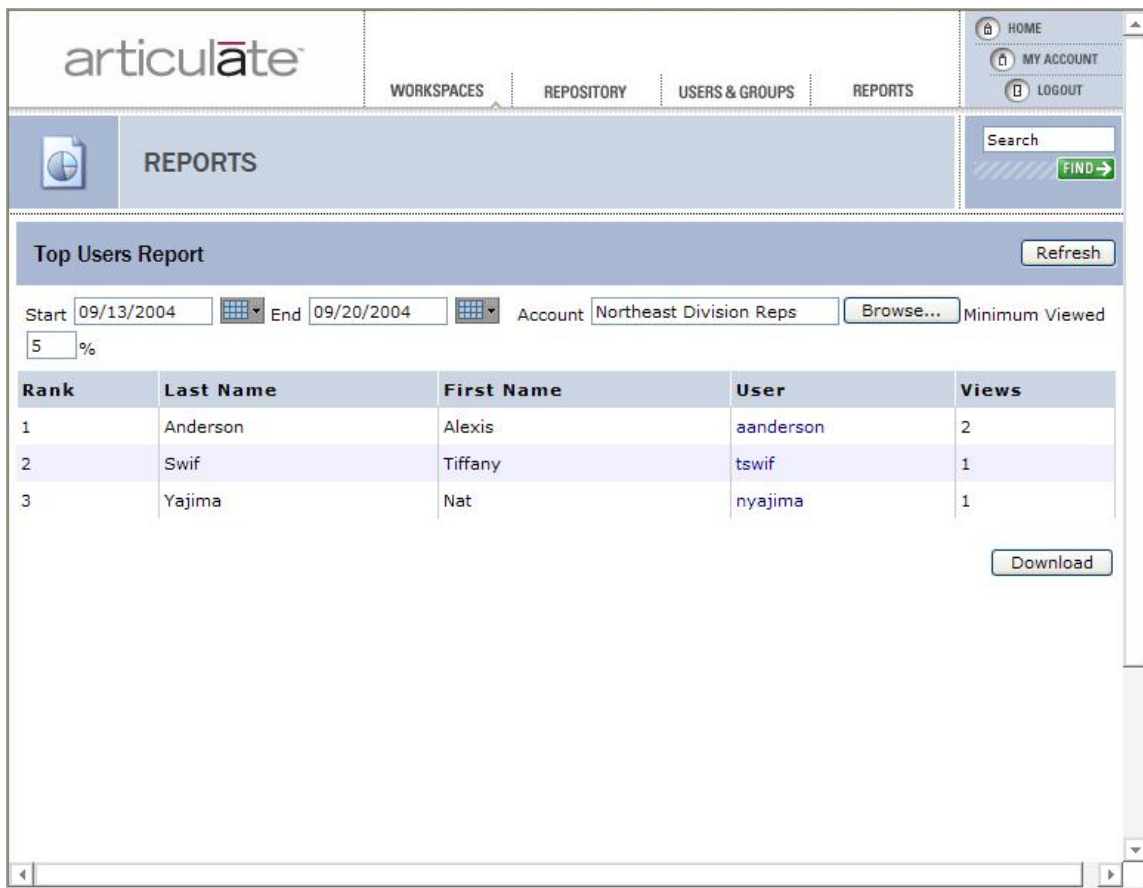 articulāte
WORKSPACES REPOSITORY USERS & GROUPS REPORTS
HOME
MY ACCOUNT
LOGOUT
REPORTS
Search
FIND
Top Users Report Refresh
Start 09/13/2004 End 09/20/2004 Account Northeast Division Reps Browse... Minimum Viewed
5 %
Rank Last Name First Name User Views
1 Anderson Alexis aanderson 2
2 Swif Tiffany tswif 1
3 Yajima Nat nyajima 1
Download